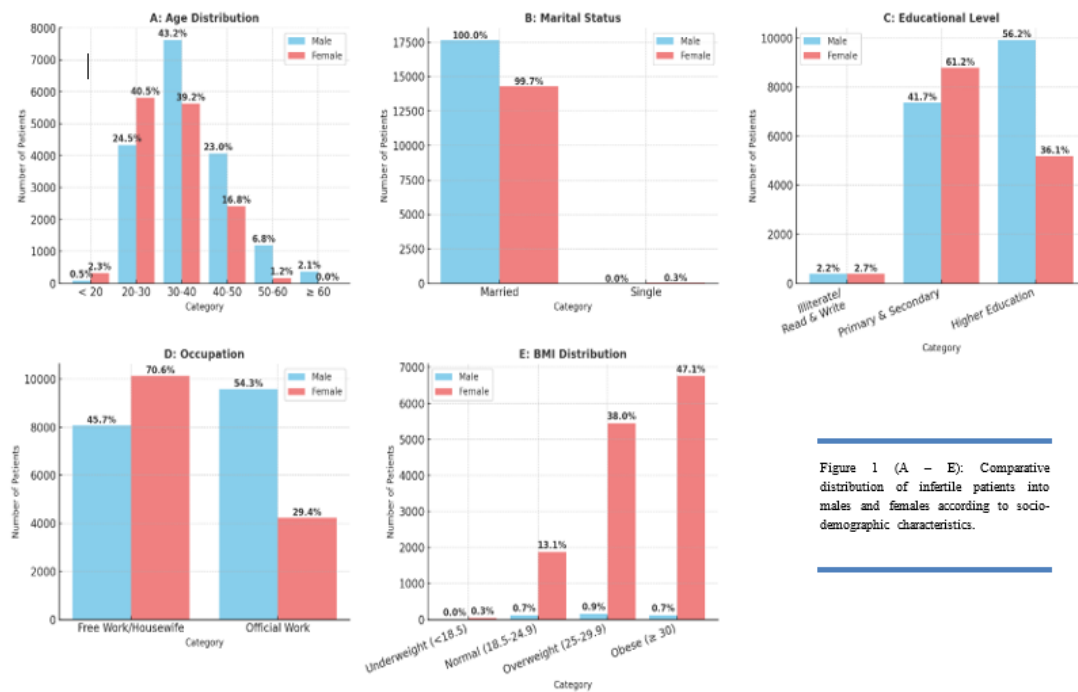 A: Age Distribution
8000
7000
6000
5000
4000
3000
2000
1000
0
Number of Patients
0.5%
2.3%
24.5%
40.5%
43.2%
39.2%
23.0%
16.8%
6.8%
1.2%
2.1%
0.0%
Male
Female
< 20
20-30
30-40
40-50
50-60
≥ 60
Category
B: Marital Status
17500
15000
12500
10000
7500
5000
2500
0
Number of Patients
100.0%
99.7%
0.0%
0.3%
Male
Female
Married
Single
Category
C: Educational Level
10000
8000
6000
4000
2000
0
Number of Patients
2.2%
2.7%
41.7%
61.2%
56.2%
36.1%
Male
Female
Illiterate/
Read & Write
Primary & Secondary
Higher Education
Category
D: Occupation
10000
8000
6000
4000
2000
0
Number of Patients
45.7%
70.6%
54.3%
29.4%
Male
Female
Free Work/Housewife
Official Work
Category
E: BMI Distribution
7000
6000
5000
4000
3000
2000
1000
0
Number of Patients
0.0%
0.3%
0.7%
13.1%
0.9%
38.0%
0.7%
47.1%
Male
Female
Underweight (<18.5)
Normal (18.5-24.9)
Overweight (25-29.9)
Obese (≥ 30)
Category
Figure 1 (A – E): Comparative
distribution of infertile patients into
males and females according to socio-
demographic characteristics.